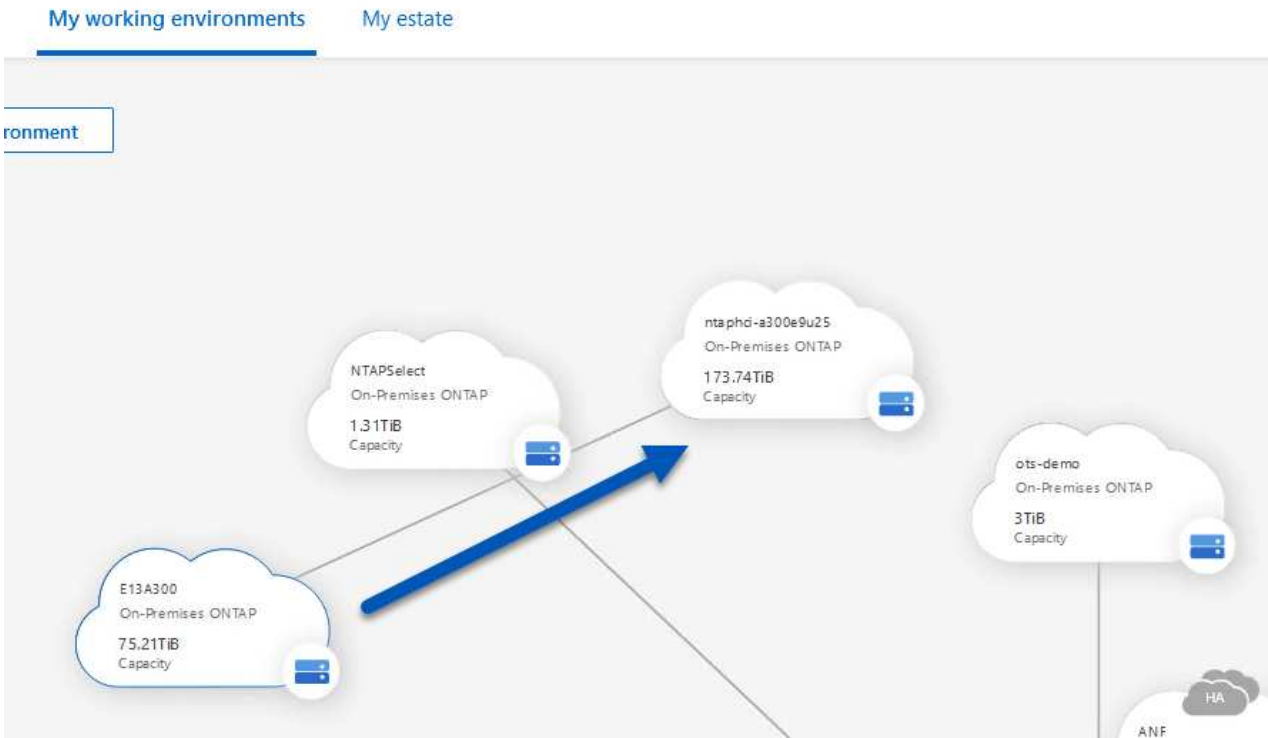 My working environments
My estate
ronment
ntaphci-a300e9u25
On-Premises ONTAP
173.74TiB
Capacity
NTAPSelect
On-Premises ONTAP
1.31TiB
Capacity
ots-demo
On-Premises ONTAP
3TiB
Capacity
E13A300
On-Premises ONTAP
75.21TiB
Capacity
HA
ANF